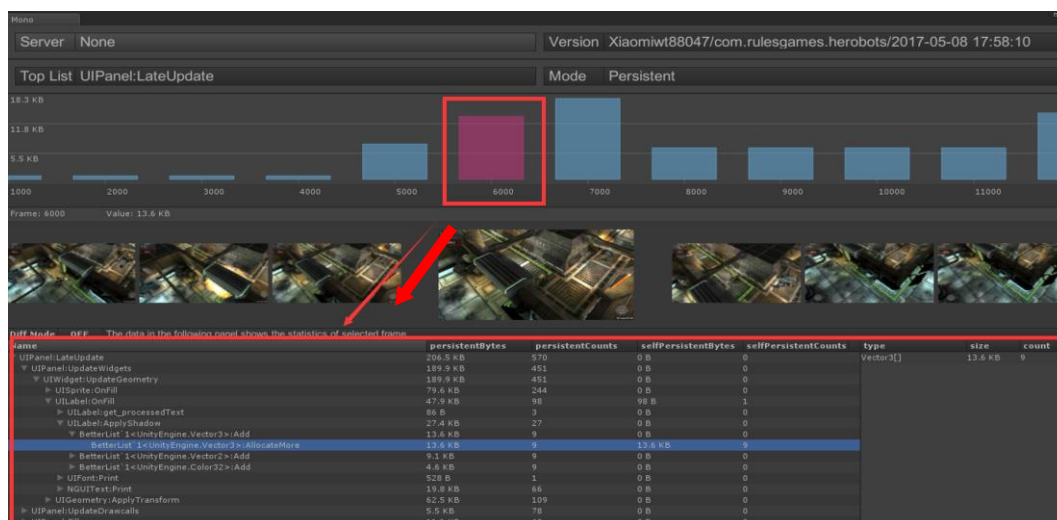 Mono
Server None Version Xiaomiwt88047/com.rulesgames.herobots/2017-05-08 17:58:10
Top List UIPanel:LateUpdate Mode Persistent
18.3 KB
11.8 KB
5.5 KB
1000 2000 3000 4000 5000 6000 7000 8000 9000 10000 11000
Frame: 6000 Value: 13.6 KB
Diff Mode OFF The data in the following panel shows the statistics of selected frame
Name persistentBytes persistentCounts selfPersistentBytes selfPersistentCounts type size count
UIPanel:LateUpdate 206.5 KB 570 0 B 0 Vector3[] 13.6 KB 9
UIPanel:UpdateWidgets 189.9 KB 451 0 B 0
UIWidget:UpdateGeometry 189.9 KB 451 0 B 0
UISprite:OnFill 79.6 KB 244 0 B 0
UILabel:OnFill 47.9 KB 98 98 B 1
UILabel:get_processedText 86 B 3 0 B 0
UILabel:ApplyShadow 27.4 KB 27 0 B 0
BetterList`1<UnityEngine.Vector3>:Add 13.6 KB 9 0 B 0
BetterList`1<UnityEngine.Vector3>:AllocateMore 13.6 KB 9 13.6 KB 9
BetterList`1<UnityEngine.Vector2>:Add 9.1 KB 9 0 B 0
BetterList`1<UnityEngine.Color32>:Add 4.6 KB 9 0 B 0
UIFont:Print 528 B 1 0 B 0
NGUIText:Print 19.8 KB 66 0 B 0
UIGeometry:ApplyTransform 62.5 KB 109 0 B 0
UIPanel:UpdateDrawcalls 5.5 KB 78 0 B 0